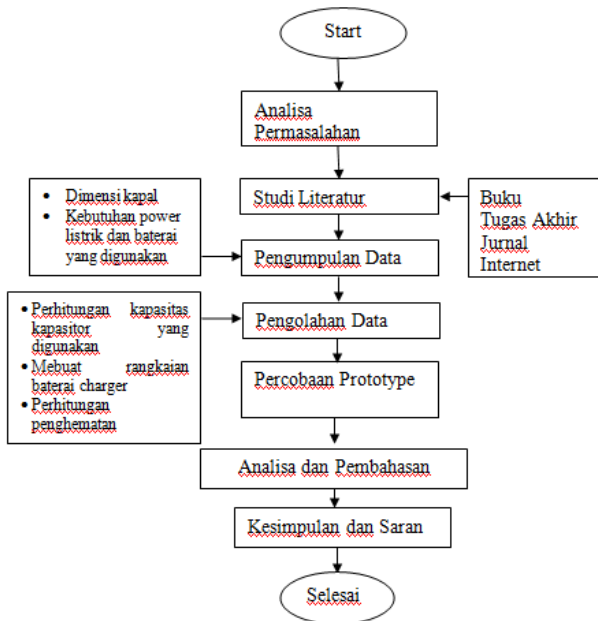 Start
Analisa
Permasalahan
• Dimensi kapal
• Kebutuhan power
listrik dan baterai
yang digunakan
Studi Literatur
Buku
Tugas Akhir
Jurnal
Internet
Pengumpulan Data
• Perhitungan kapasitas
kapasitor yang
digunakan
• Mebuat rangkaian
baterai charger
• Perhitungan
penghematan
Pengolahan Data
Percobaan Prototype
Analisa dan Pembahasan
Kesimpulan dan Saran
Selesai